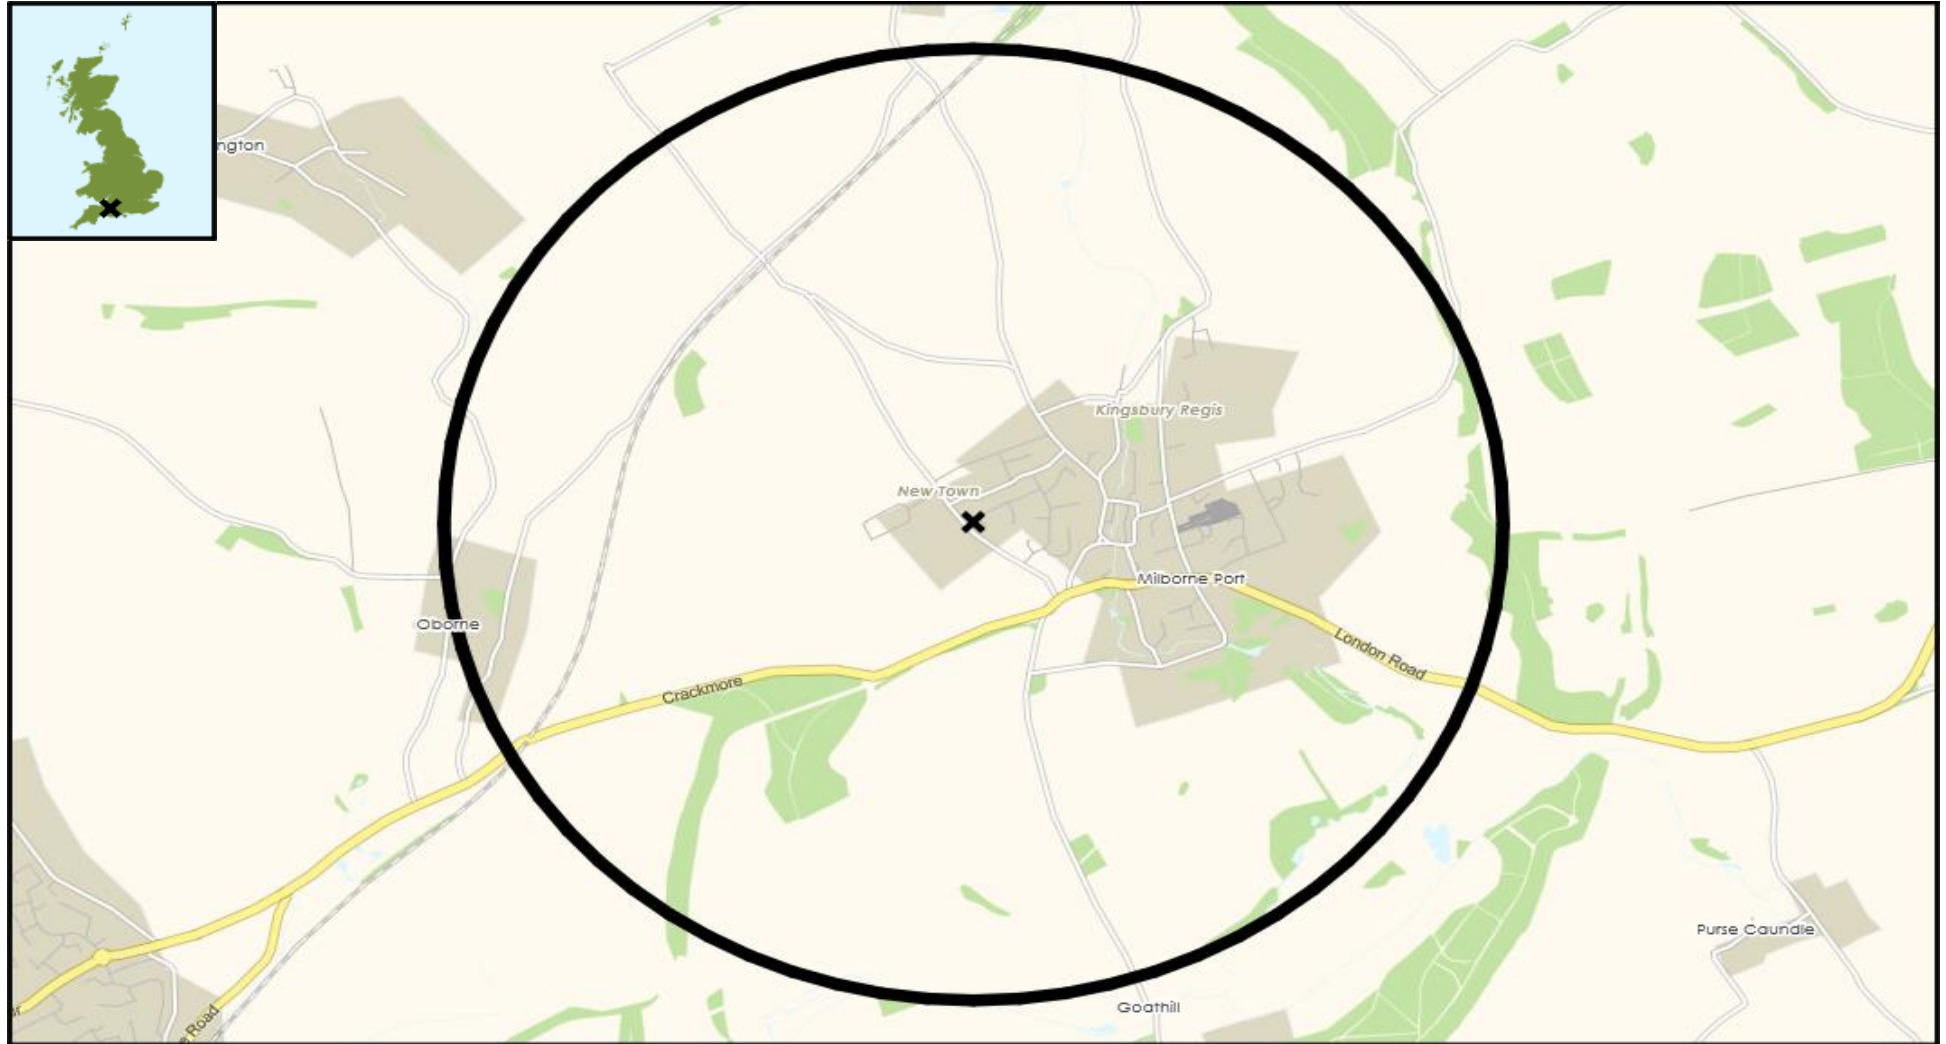 ngton
Kingsbury Regis
New Town
Milborne Port
Oborne
London Road
Crackmore
Purse Caundle
Goathill
e Road